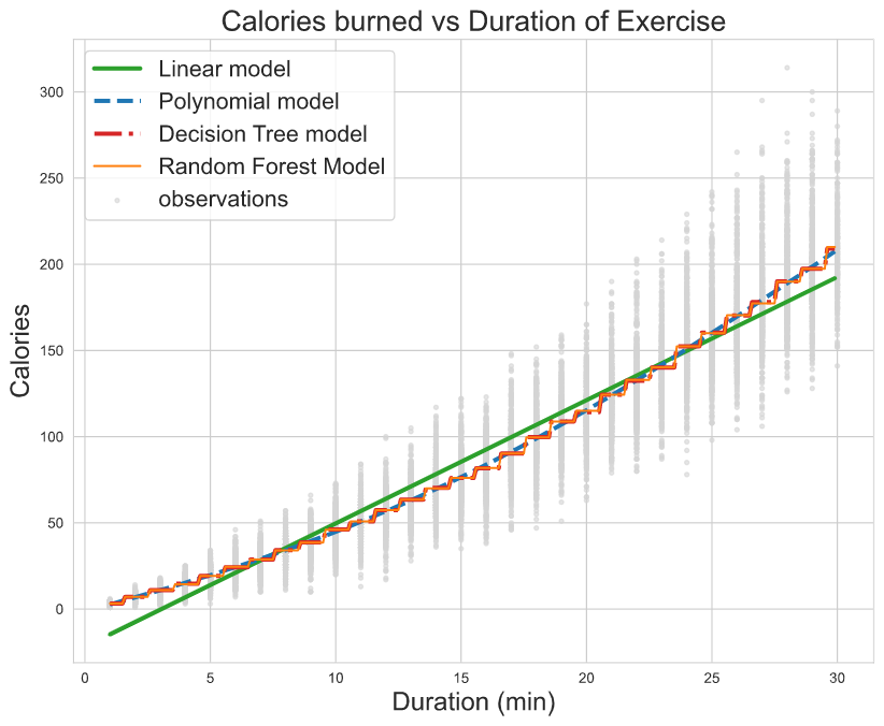 Calories burned vs Duration of Exercise
Linear model
Polynomial model
Decision Tree model
Random Forest Model
observations
300
250
200
150
100
50
0
Calories
0 5 10 15 20 25 30
Duration (min)